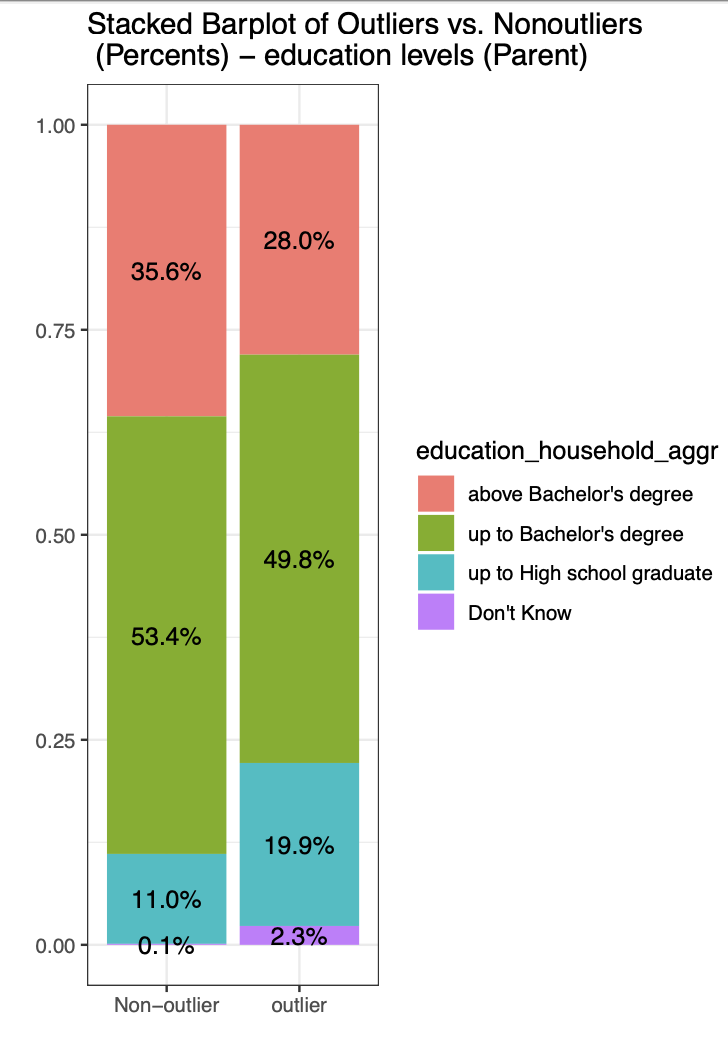 Stacked Barplot of Outliers vs. Nonoutliers
(Percents) − education levels (Parent)
1.00
0.75
0.50
0.25
0.00
35.6%
53.4%
11.0%
0.1%
28.0%
49.8%
19.9%
2.3%
Non−outlier
outlier
education_household_aggr
above Bachelor's degree
up to Bachelor's degree
up to High school graduate
Don't Know